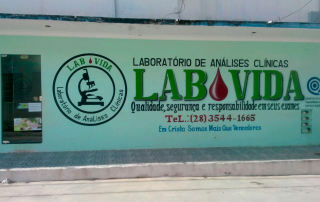 LAB VIDA
Laboratório de Análises Clínicas
LABORATÓRIO DE ANÁLISES CLÍNICAS
LAB VIDA
Qualidade, segurança e responsabilidade em seus exames
TeL.: (28) 3544-1665
Em Cristo Somos Mais Que Vencedores